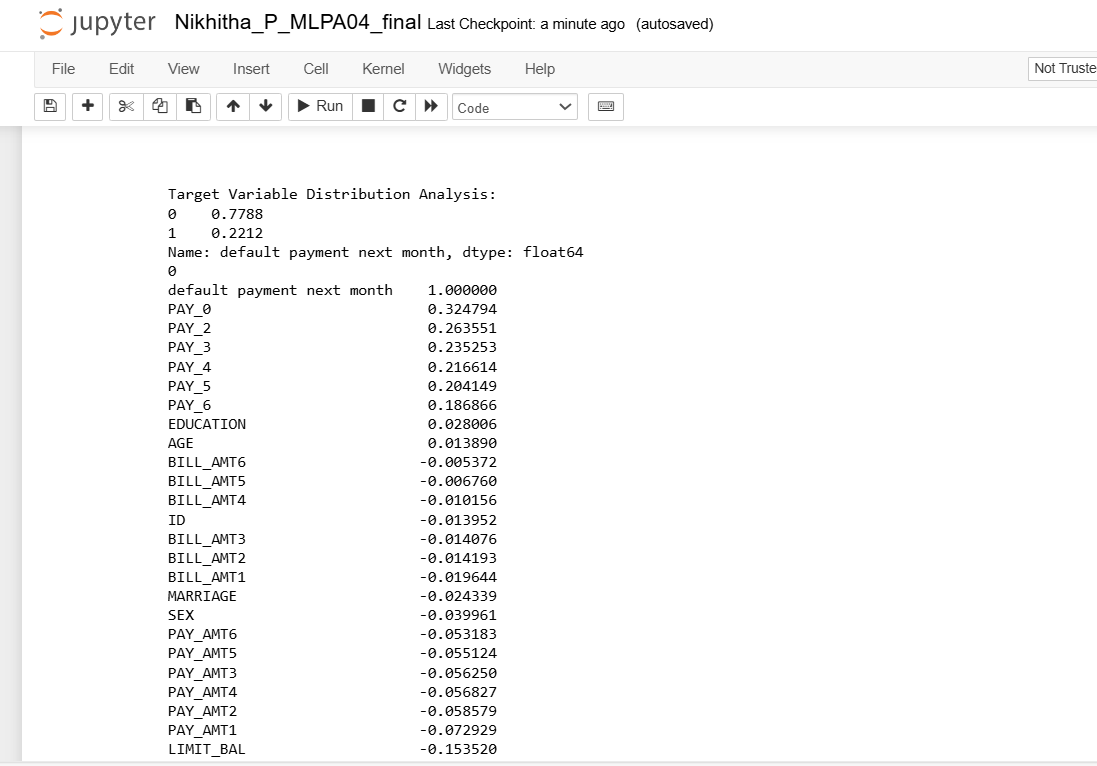 jupyter Nikhitha_P_MLPA04_final Last Checkpoint: a minute ago (autosaved)
File Edit View Insert Cell Kernel Widgets Help Not Truste
Run Code
Target Variable Distribution Analysis:
0 0.7788
1 0.2212
Name: default payment next month, dtype: float64
0
default payment next month 1.000000
PAY_0 0.324794
PAY_2 0.263551
PAY_3 0.235253
PAY_4 0.216614
PAY_5 0.204149
PAY_6 0.186866
EDUCATION 0.028006
AGE 0.013890
BILL_AMT6 -0.005372
BILL_AMT5 -0.006760
BILL_AMT4 -0.010156
ID -0.013952
BILL_AMT3 -0.014076
BILL_AMT2 -0.014193
BILL_AMT1 -0.019644
MARRIAGE -0.024339
SEX -0.039961
PAY_AMT6 -0.053183
PAY_AMT5 -0.055124
PAY_AMT3 -0.056250
PAY_AMT4 -0.056827
PAY_AMT2 -0.058579
PAY_AMT1 -0.072929
LIMIT_BAL -0.153520